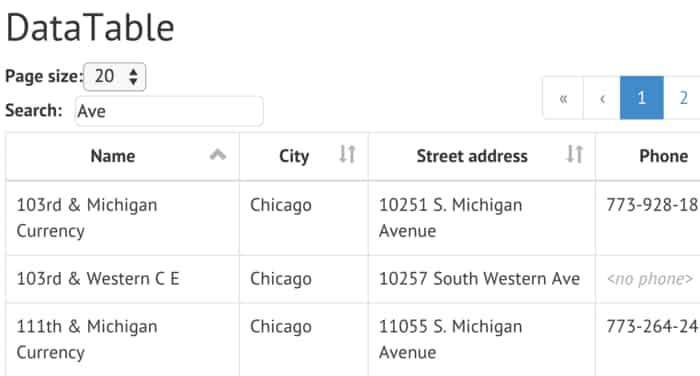 DataTable
Page size: 20
Search: Ave
« ‹ 1 2
Name City Street address Phone
103rd & Michigan Currency Chicago 10251 S. Michigan Avenue 773-928-18
103rd & Western C E Chicago 10257 South Western Ave <no phone>
111th & Michigan Currency Chicago 11055 S. Michigan Avenue 773-264-24